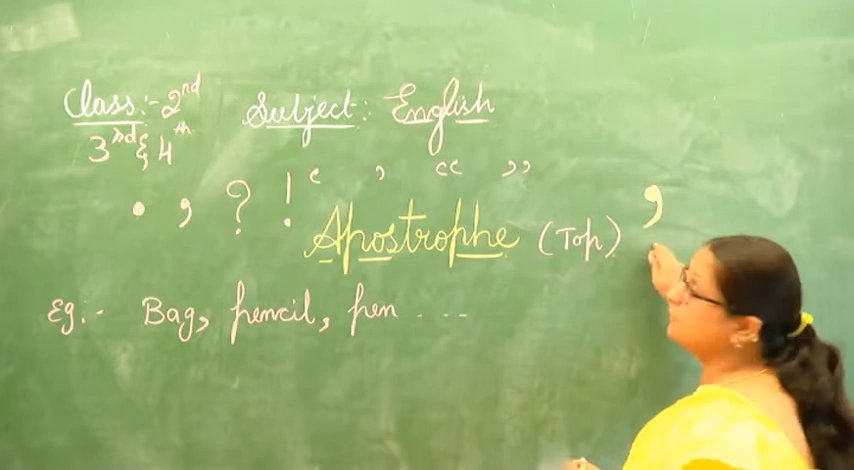 Class:- 2nd Subject: English
3rd & 4th
. , ? ! ‘ ’ “ ”
Apostrophe (Top) ’
Eg:- Bag, pencil, pen ...